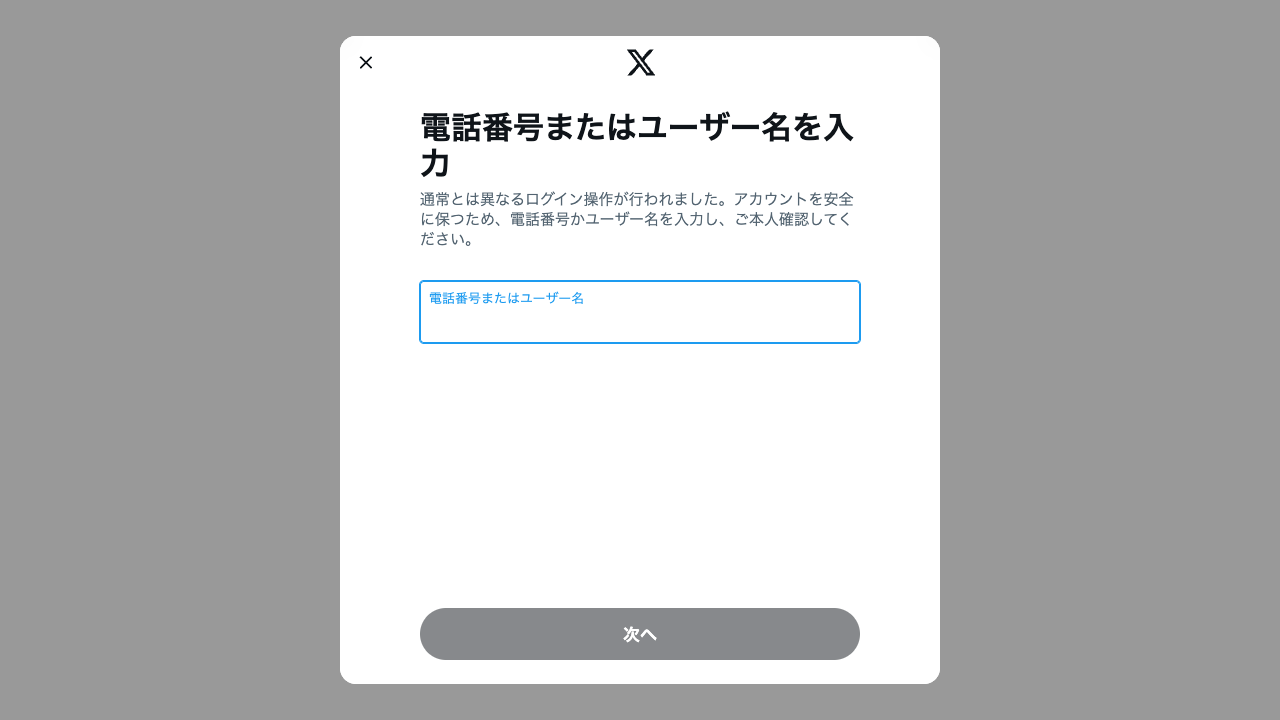 電話番号またはユーザー名を入
力
通常とは異なるログイン操作が行われました。アカウントを安全
に保つため、電話番号かユーザー名を入力し、ご本人確認してく
ださい。
電話番号またはユーザー名
次へ